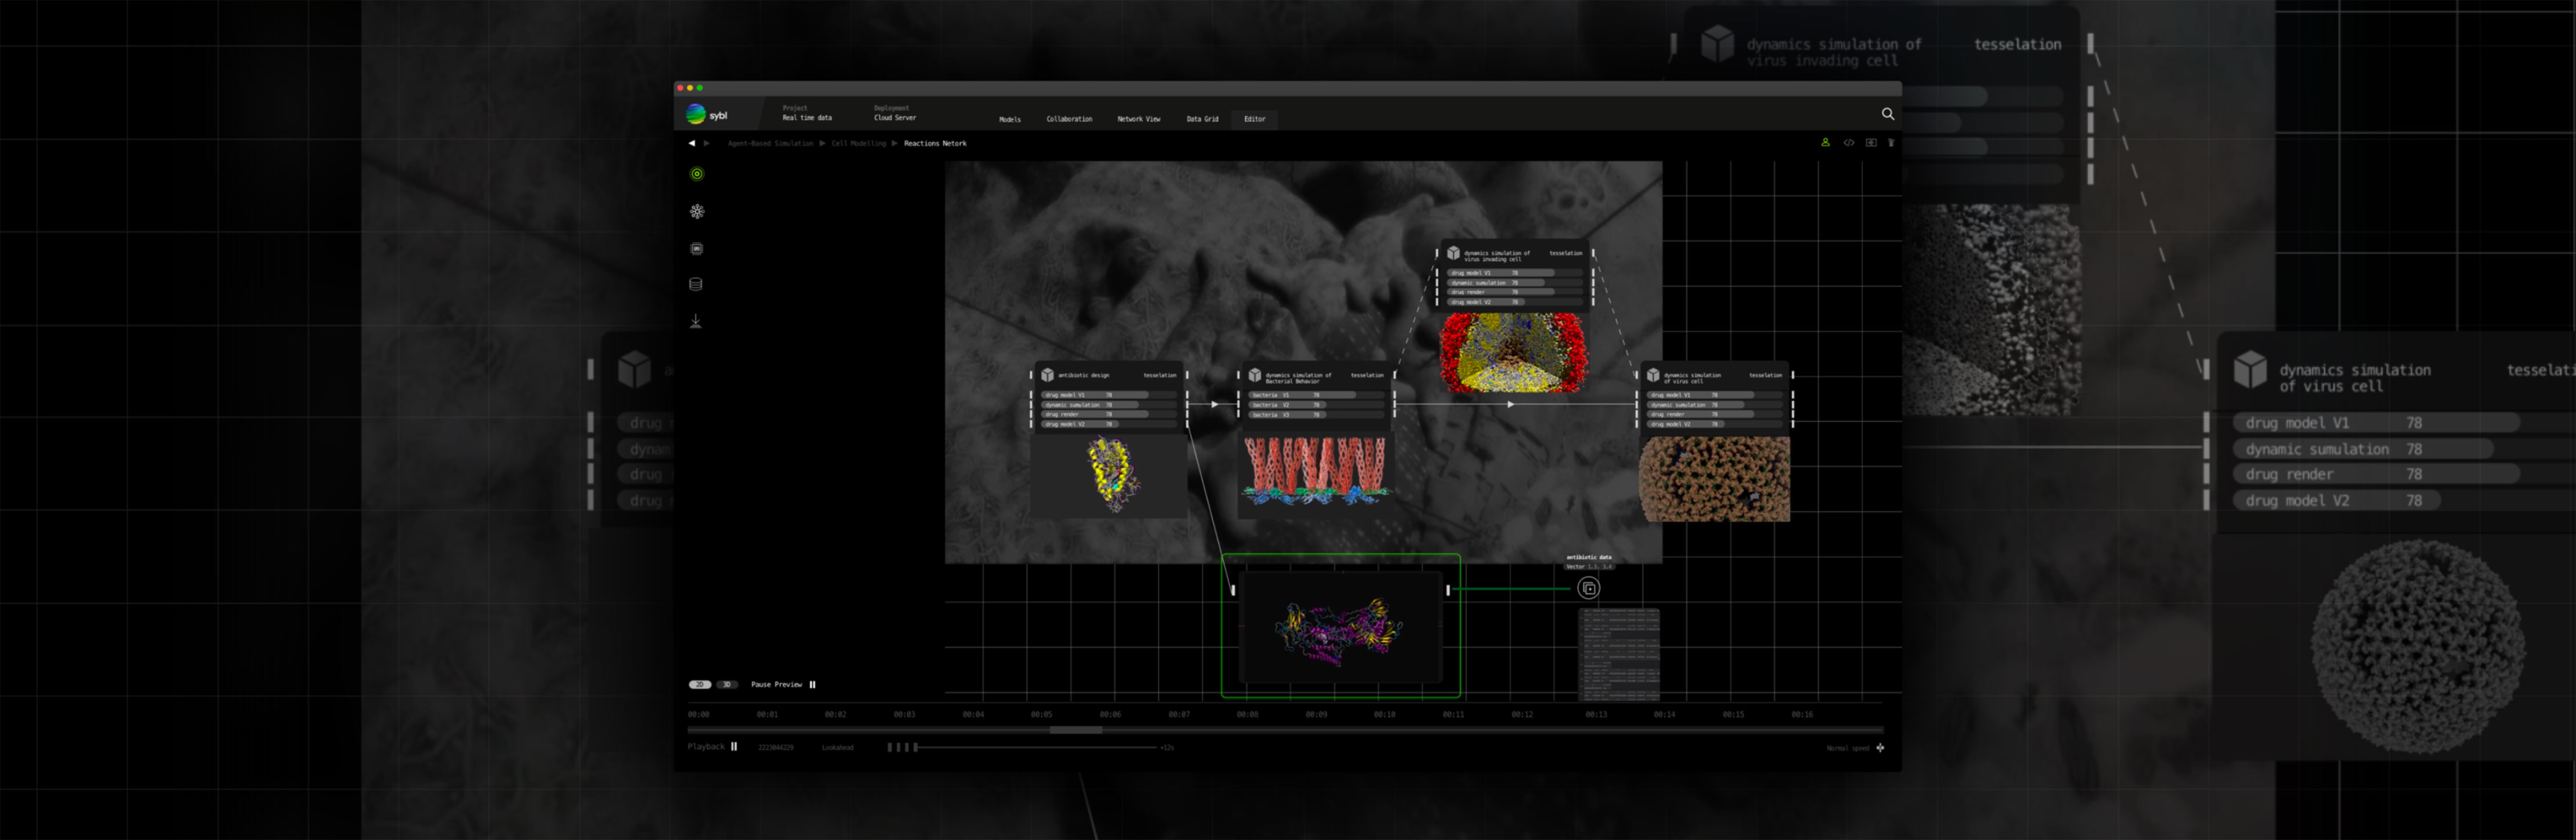 dynamics simulation of
virus invading cell
tesselation
sybl
Project
Real time data
Deployment
Cloud Server
Models
Collaboration
Network View
Data Grid
Editor
Agent-Based Simulation
Cell Modelling
Reactions Netork
dynamics simulation of
virus invading cell
tesselation
drug model V1 78
dynamic sumulation 78
drug render 78
drug model V2 78
antibiotic design
tesselation
drug model V1 78
dynamic sumulation 78
drug render 78
drug model V2 78
dynamics simulation of
Bacterial Behavior
tesselation
bacteria V1 78
bacteria V2 78
bacteria V3 78
dynamics simulation
of virus cell
tesselation
drug model V1 78
dynamic sumulation 78
drug render 78
drug model V2 78
drug
dynam
drug
drug
dynamics simulation
of virus cell
tesselati
drug model V1 78
dynamic sumulation 78
drug render 78
drug model V2 78
antibiotic data
Vector 1.3. 3.4
2D 3D Pause Preview
00:00 00:01 00:02 00:03 00:04 00:05 00:06 00:07 00:08 00:09 00:10 00:11 00:12 00:13 00:14 00:15 00:16
Playback
2223044229
Lookahead
+12s
Normal speed